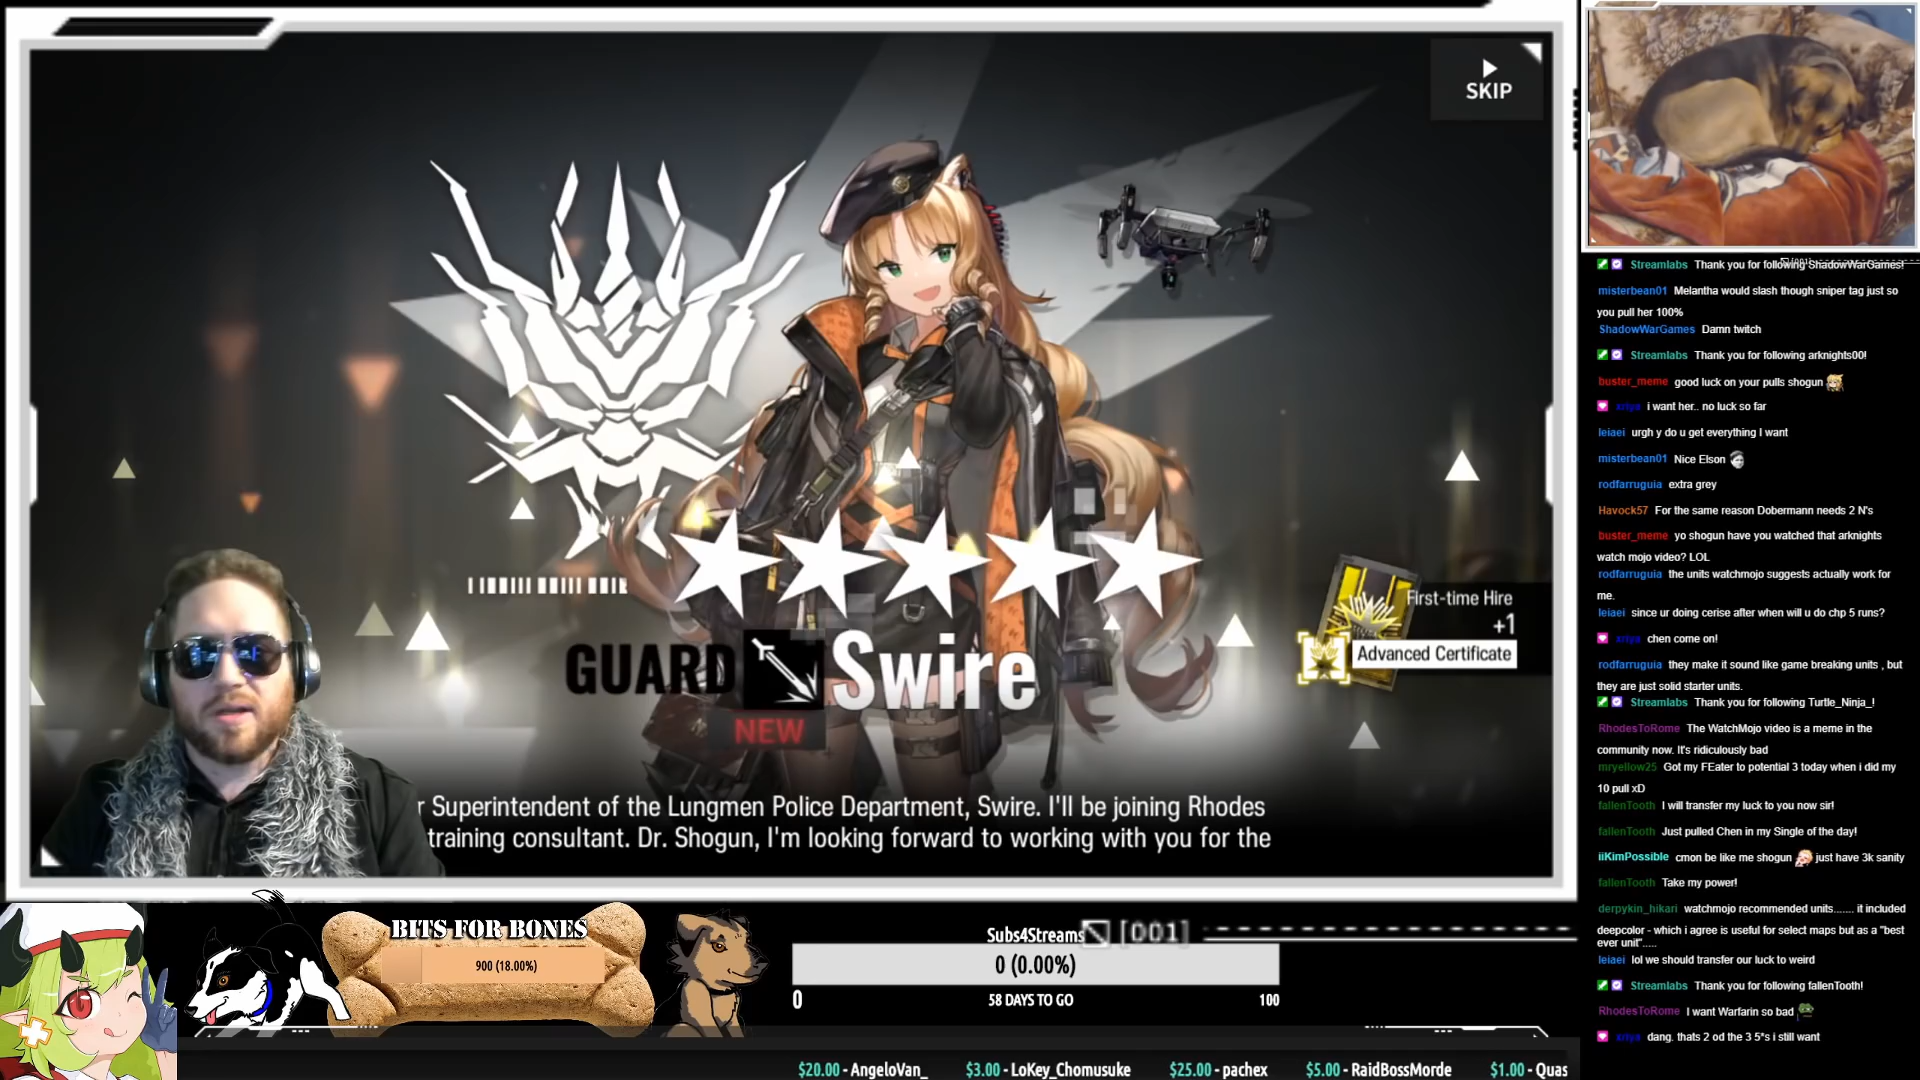 SKIP
First-time Hire
+1
Advanced Certificate
GUARD Swire
NEW
r Superintendent of the Lungmen Police Department, Swire. I'll be joining Rhodes
training consultant. Dr. Shogun, I'm looking forward to working with you for the
Streamlabs Thank you for following ShadowWarGames!
misterbean01 Melantha would slash though sniper tag just so
you pull her 100%
ShadowWarGames Damn twitch
Streamlabs Thank you for following arknights00!
buster_meme good luck on your pulls shogun
xriya i want her.. no luck so far
leiaei urgh y do u get everything I want
misterbean01 Nice Elson
rodfarruguia extra grey
Havock57 For the same reason Dobermann needs 2 N's
buster_meme yo shogun have you watched that arknights
watch mojo video? LOL
rodfarruguia the units watchmojo suggests actually work for
me.
leiaei since ur doing cerise after when will u do chp 5 runs?
xriya chen come on!
rodfarruguia they make it sound like game breaking units , but
they are just solid starter units.
Streamlabs Thank you for following Turtle_Ninja_!
RhodesToRome The WatchMojo video is a meme in the
community now. It's ridiculously bad
mryellow25 Got my FEater to potential 3 today when i did my
10 pull xD
fallenTooth I will transfer my luck to you now sir!
fallenTooth Just pulled Chen in my Single of the day!
iiKimPossible cmon be like me shogun just have 3k sanity
fallenTooth Take my power!
derpykin_hikari watchmojo recommended units....... it included
deepcolor - which i agree is useful for select maps but as a "best
ever unit".....
leiaei lol we should transfer our luck to weird
Streamlabs Thank you for following fallenTooth!
RhodesToRome I want Warfarin so bad
xriya dang. thats 2 od the 3 5*s i still want
BITS FOR BONES
900 (18.00%)
Subs4Streams [001]
0 (0.00%)
0 58 DAYS TO GO 100
$20.00 - AngeloVan_ $3.00 - LoKey_Chomusuke $25.00 - pachex $5.00 - RaidBossMorde $1.00 - Quas